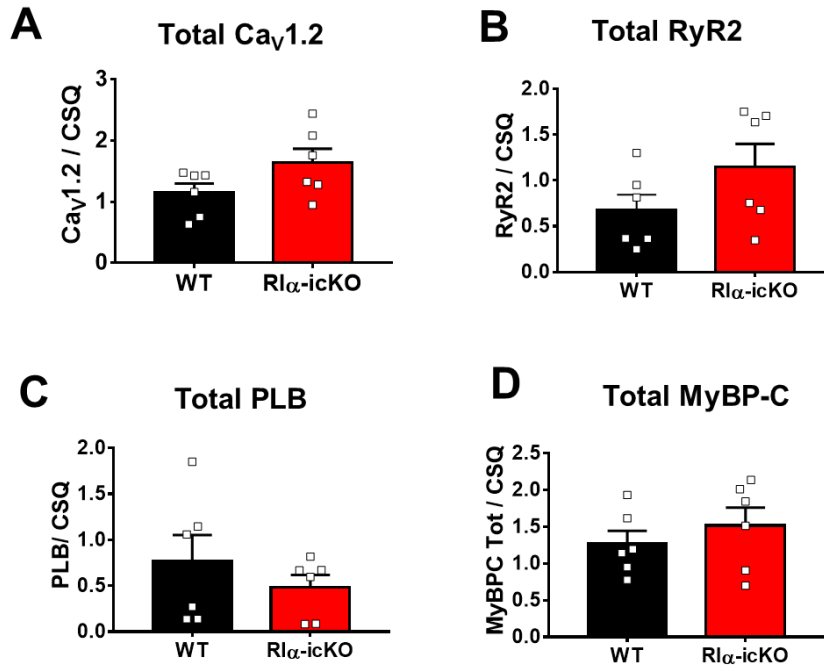 A
Total CaV1.2
CaV1.2 / CSQ
3
2
1
0
WT
RIα-icKO
B
Total RyR2
RyR2 / CSQ
2.0
1.5
1.0
0.5
0.0
WT
RIα-icKO
C
Total PLB
PLB/ CSQ
2.0
1.5
1.0
0.5
0.0
WT
RIα-icKO
D
Total MyBP-C
MyBPC Tot / CSQ
2.5
2.0
1.5
1.0
0.5
0.0
WT
RIα-icKO